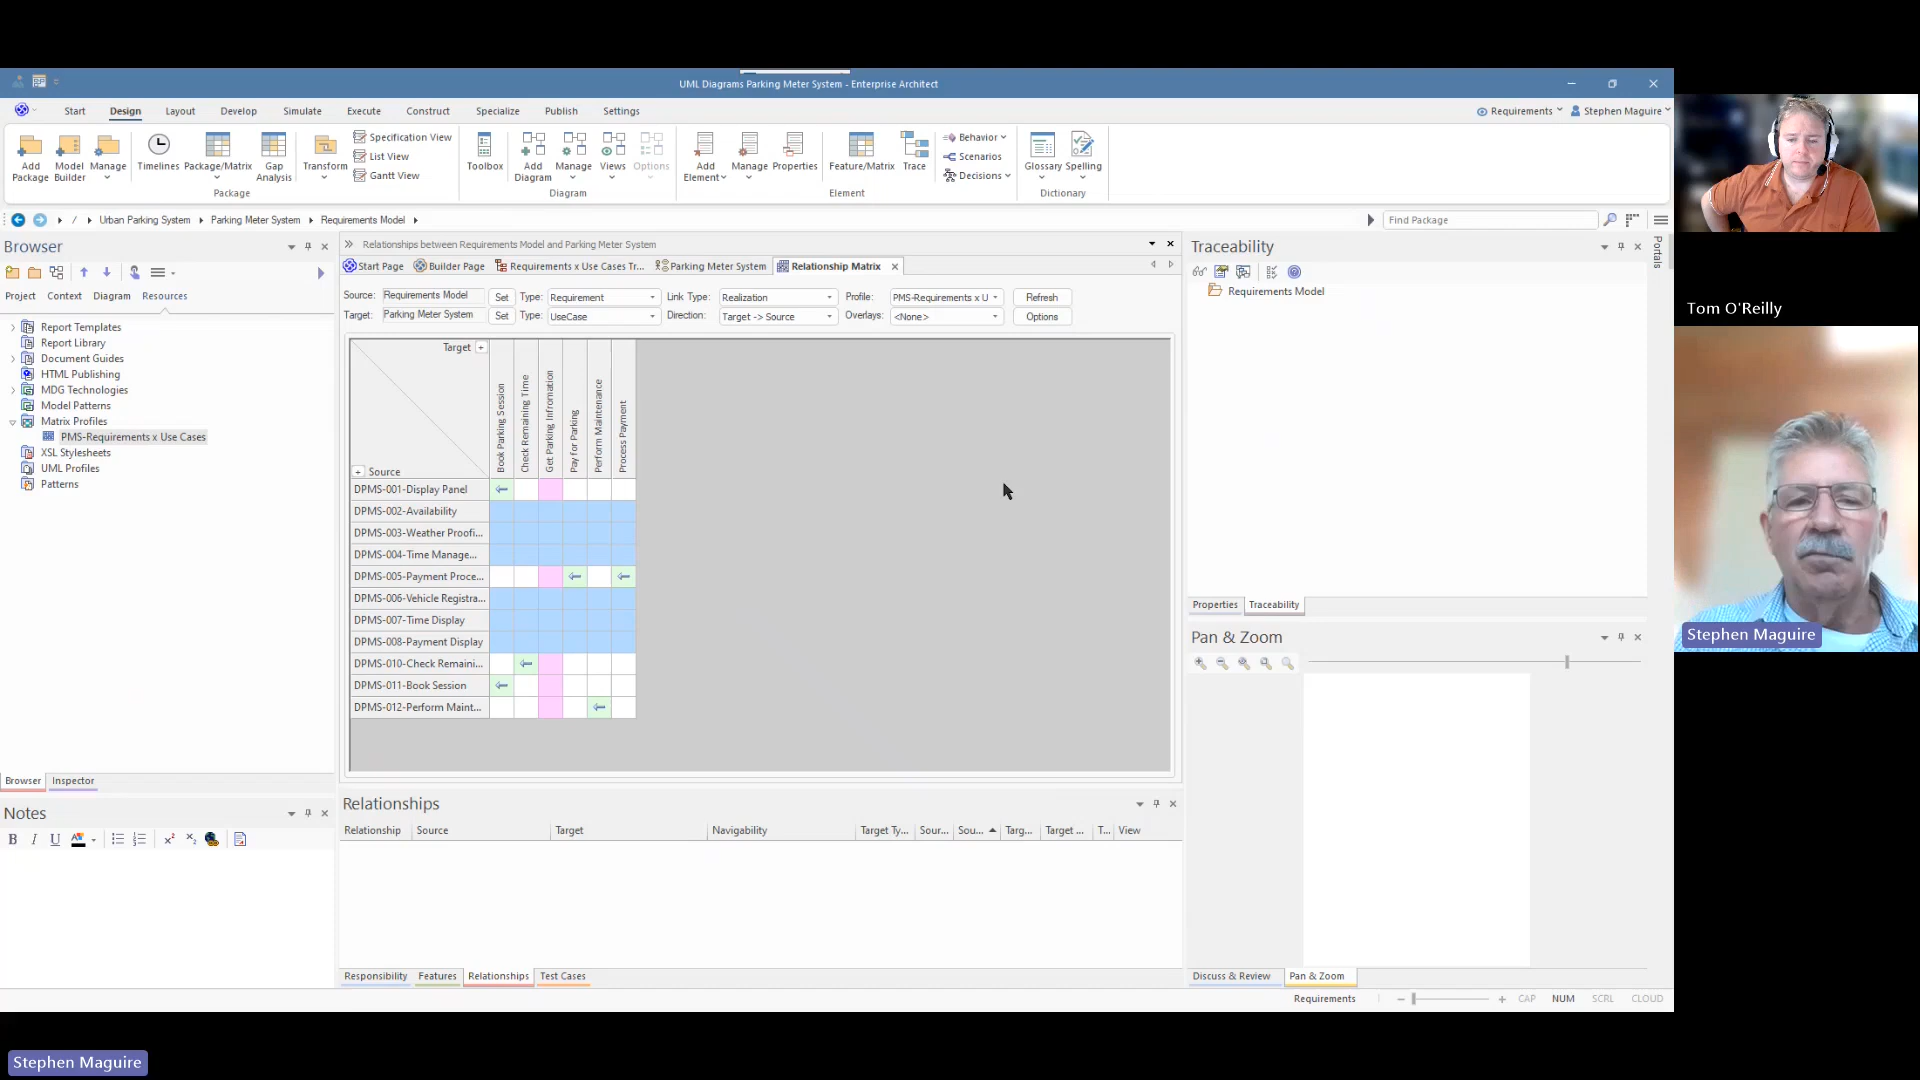 UML Diagrams Parking Meter System - Enterprise Architect
Start Design Layout Develop Simulate Execute Construct Specialize Publish Settings
Requirements Stephen Maguire
Add Package
Model Builder
Manage
Timelines
Package/Matrix
Gap Analysis
Transform
Specification View
List View
Gantt View
Package
Toolbox
Add Diagram
Manage
Views
Options
Diagram
Add Element
Manage
Properties
Feature/Matrix
Trace
Behavior
Scenarios
Decisions
Element
Glossary
Spelling
Dictionary
/ Urban Parking System Parking Meter System Requirements Model
Find Package
Portals
Browser
Project Context Diagram Resources
Report Templates
Report Library
Document Guides
HTML Publishing
MDG Technologies
Model Patterns
Matrix Profiles
PMS-Requirements x Use Cases
XSL Stylesheets
UML Profiles
Patterns
Browser Inspector
Notes
B I U
Relationships between Requirements Model and Parking Meter System
Start Page Builder Page Requirements x Use Cases Tr... Parking Meter System Relationship Matrix
Source: Requirements Model Set Type: Requirement Link Type: Realization Profile: PMS-Requirements x U Refresh
Target: Parking Meter System Set Type: UseCase Direction: Target -> Source Overlays: <None> Options
Target +
+ Source
Book Parking Session
Check Remaining Time
Get Parking Infromation
Pay for Parking
Perform Maintenance
Process Payment
DPMS-001-Display Panel
DPMS-002-Availability
DPMS-003-Weather Proofi...
DPMS-004-Time Manage...
DPMS-005-Payment Proce...
DPMS-006-Vehicle Registra...
DPMS-007-Time Display
DPMS-008-Payment Display
DPMS-010-Check Remaini...
DPMS-011-Book Session
DPMS-012-Perform Maint...
Relationships
Relationship Source Target Navigability Target Ty... Sour... Sou... Targ... Target ... T... View
Responsibility Features Relationships Test Cases
Traceability
Requirements Model
Properties Traceability
Pan & Zoom
Discuss & Review Pan & Zoom
Requirements CAP NUM SCRL CLOUD
Tom O'Reilly
Stephen Maguire
Stephen Maguire